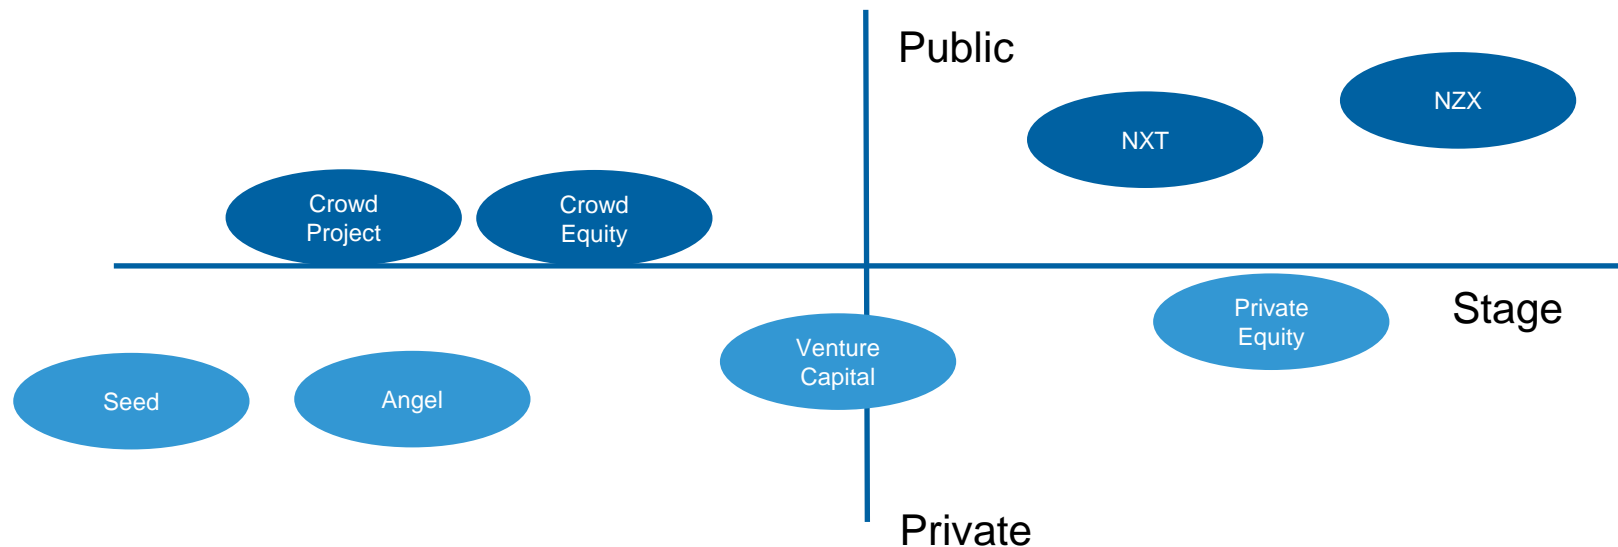 Public
NZX
NXT
Crowd
Project
Crowd
Equity
Stage
Private
Equity
Venture
Capital
Seed
Angel
Private